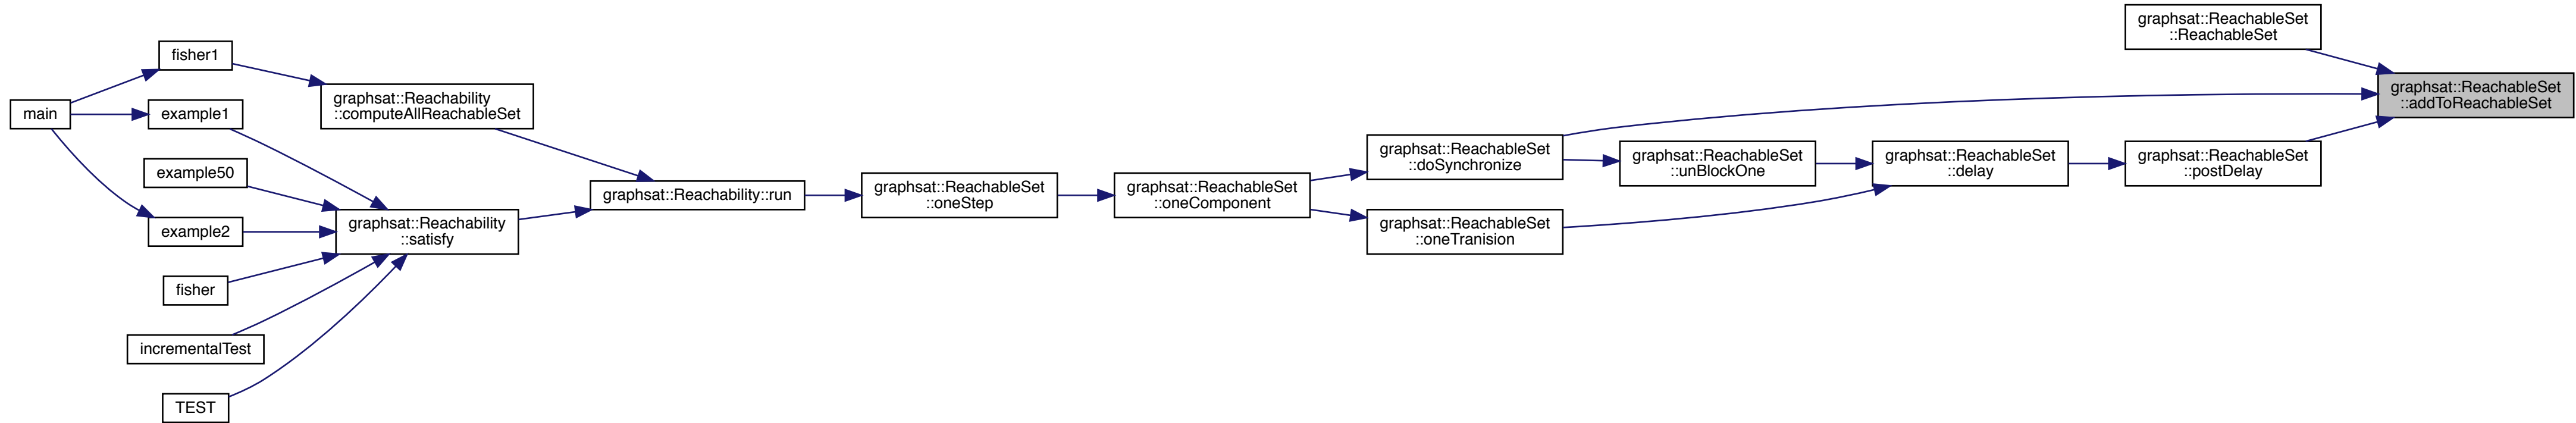 main
fisher1
example1
example50
example2
fisher
incrementalTest
TEST
graphsat::Reachability
::computeAllReachableSet
graphsat::Reachability
::satisfy
graphsat::Reachability::run
graphsat::ReachableSet
::oneStep
graphsat::ReachableSet
::oneComponent
graphsat::ReachableSet
::doSynchronize
graphsat::ReachableSet
::oneTranision
graphsat::ReachableSet
::unBlockOne
graphsat::ReachableSet
::delay
graphsat::ReachableSet
::ReachableSet
graphsat::ReachableSet
::postDelay
graphsat::ReachableSet
::addToReachableSet